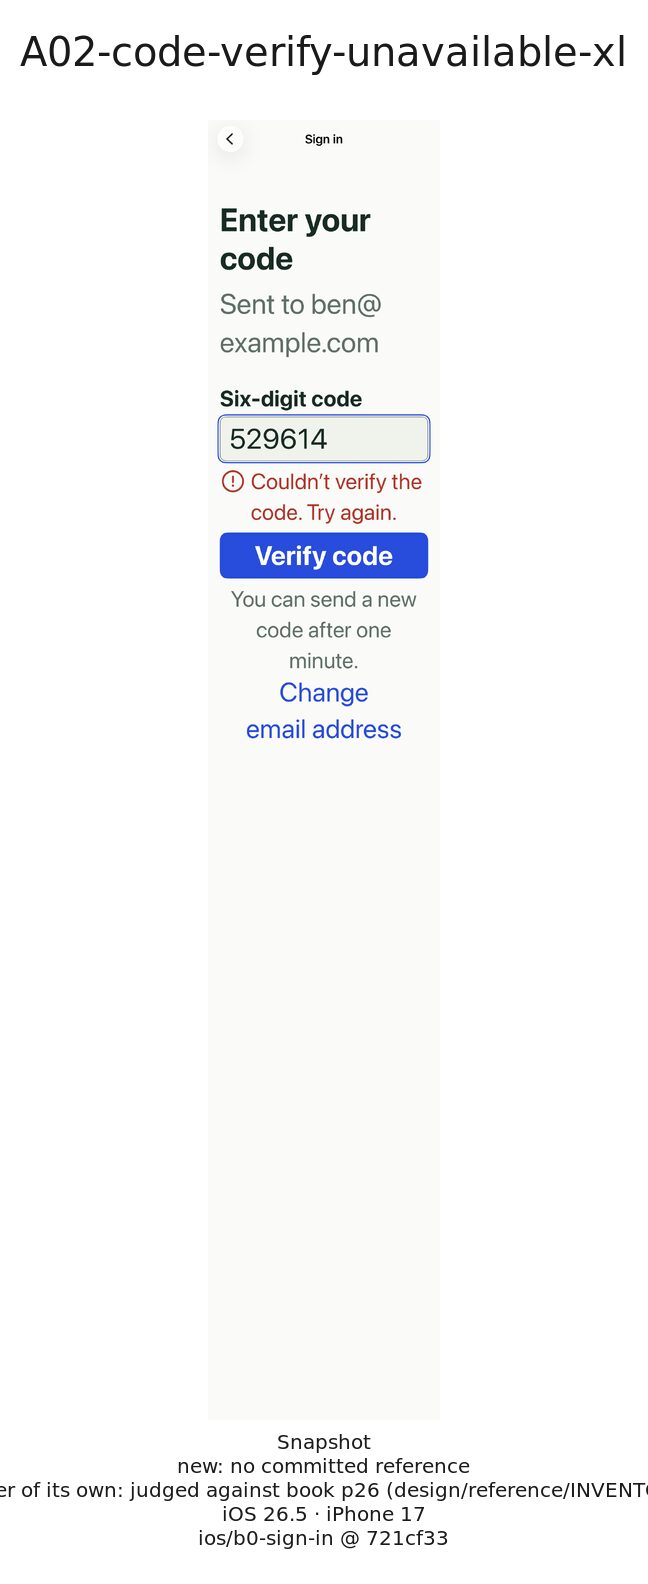 A02-code-verify-unavailable-xl
Sign in
Enter your
code
Sent to ben@
example.com
Six-digit code
529614
Couldn’t verify the
code. Try again.
Verify code
You can send a new
code after one
minute.
Change
email address
Snapshot
new: no committed reference
of its own: judged against book p26 (design/reference/
iOS 26.5 · iPhone 17
ios/b0-sign-in @ 721cf33